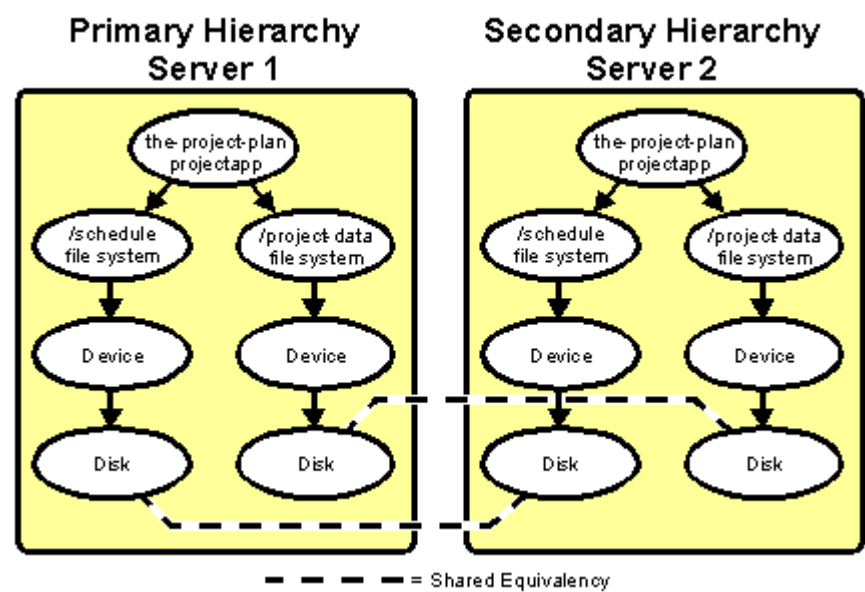 Primary Hierarchy
Server 1
Secondary Hierarchy
Server 2
the-project-plan
projectapp
/schedule
file system
/project-data
file system
Device
Device
Disk
Disk
the-project-plan
projectapp
/schedule
file system
/project-data
file system
Device
Device
Disk
Disk
= Shared Equivalency